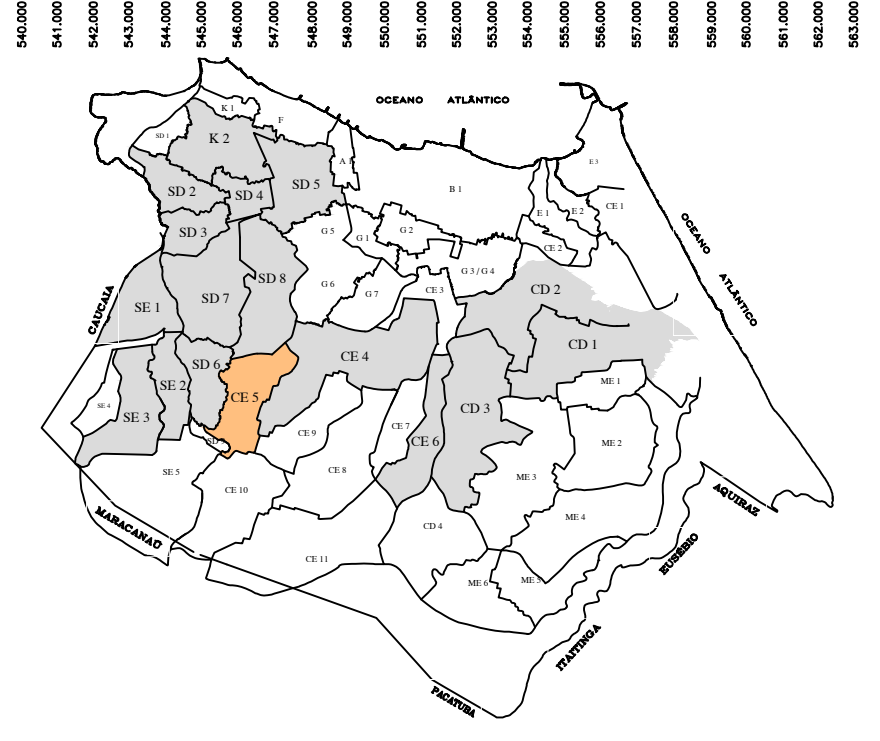 540.000 541.000 542.000 543.000 544.000 545.000 546.000 547.000 548.000 549.000 550.000 551.000 552.000 553.000 554.000 555.000 556.000 557.000 558.000 559.000 560.000 561.000 562.000 563.000
OCEANO ATLÂNTICO
K 1
F
SD 1
K 2
A 1
E 3
B 1
SD 2
SD 4
SD 5
E 1
E 2
CE 1
SD 3
G 5
G 1
G 2
OCEANO ATLÂNTICO
CE 2
G 3 / G 4
SD 8
G 6
G 7
CE 3
CD 2
CAUCAIA
SE 1
SD 7
CD 1
CE 4
SD 6
SE 2
ME 1
SE 4
CE 5
SE 3
CD 3
CE 7
CE 9
CE 6
ME 2
SE 5
CE 8
ME 3
CE 10
AQUIRAZ
ME 4
MARACANAÚ
CD 4
CE 11
EUSÉBIO
ME 6
ME 5
ITAITINGA
PACATUBA